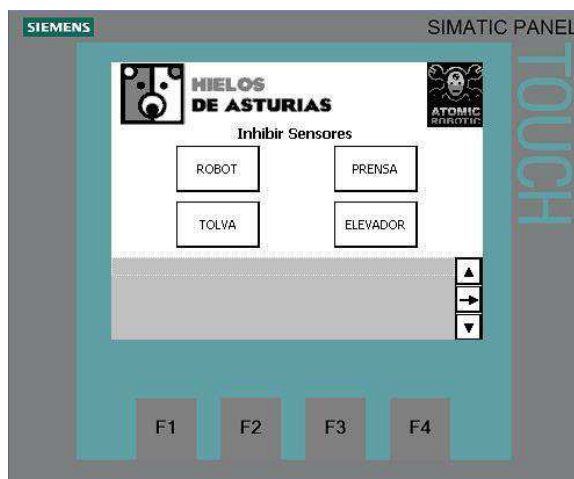 SIEMENS
SIMATIC PANEL
TOUCH
HIELOS
DE ASTURIAS
ATOMIC
ROBOTIC
Inhibir Sensores
ROBOT
PRENSA
TOLVA
ELEVADOR
F1
F2
F3
F4